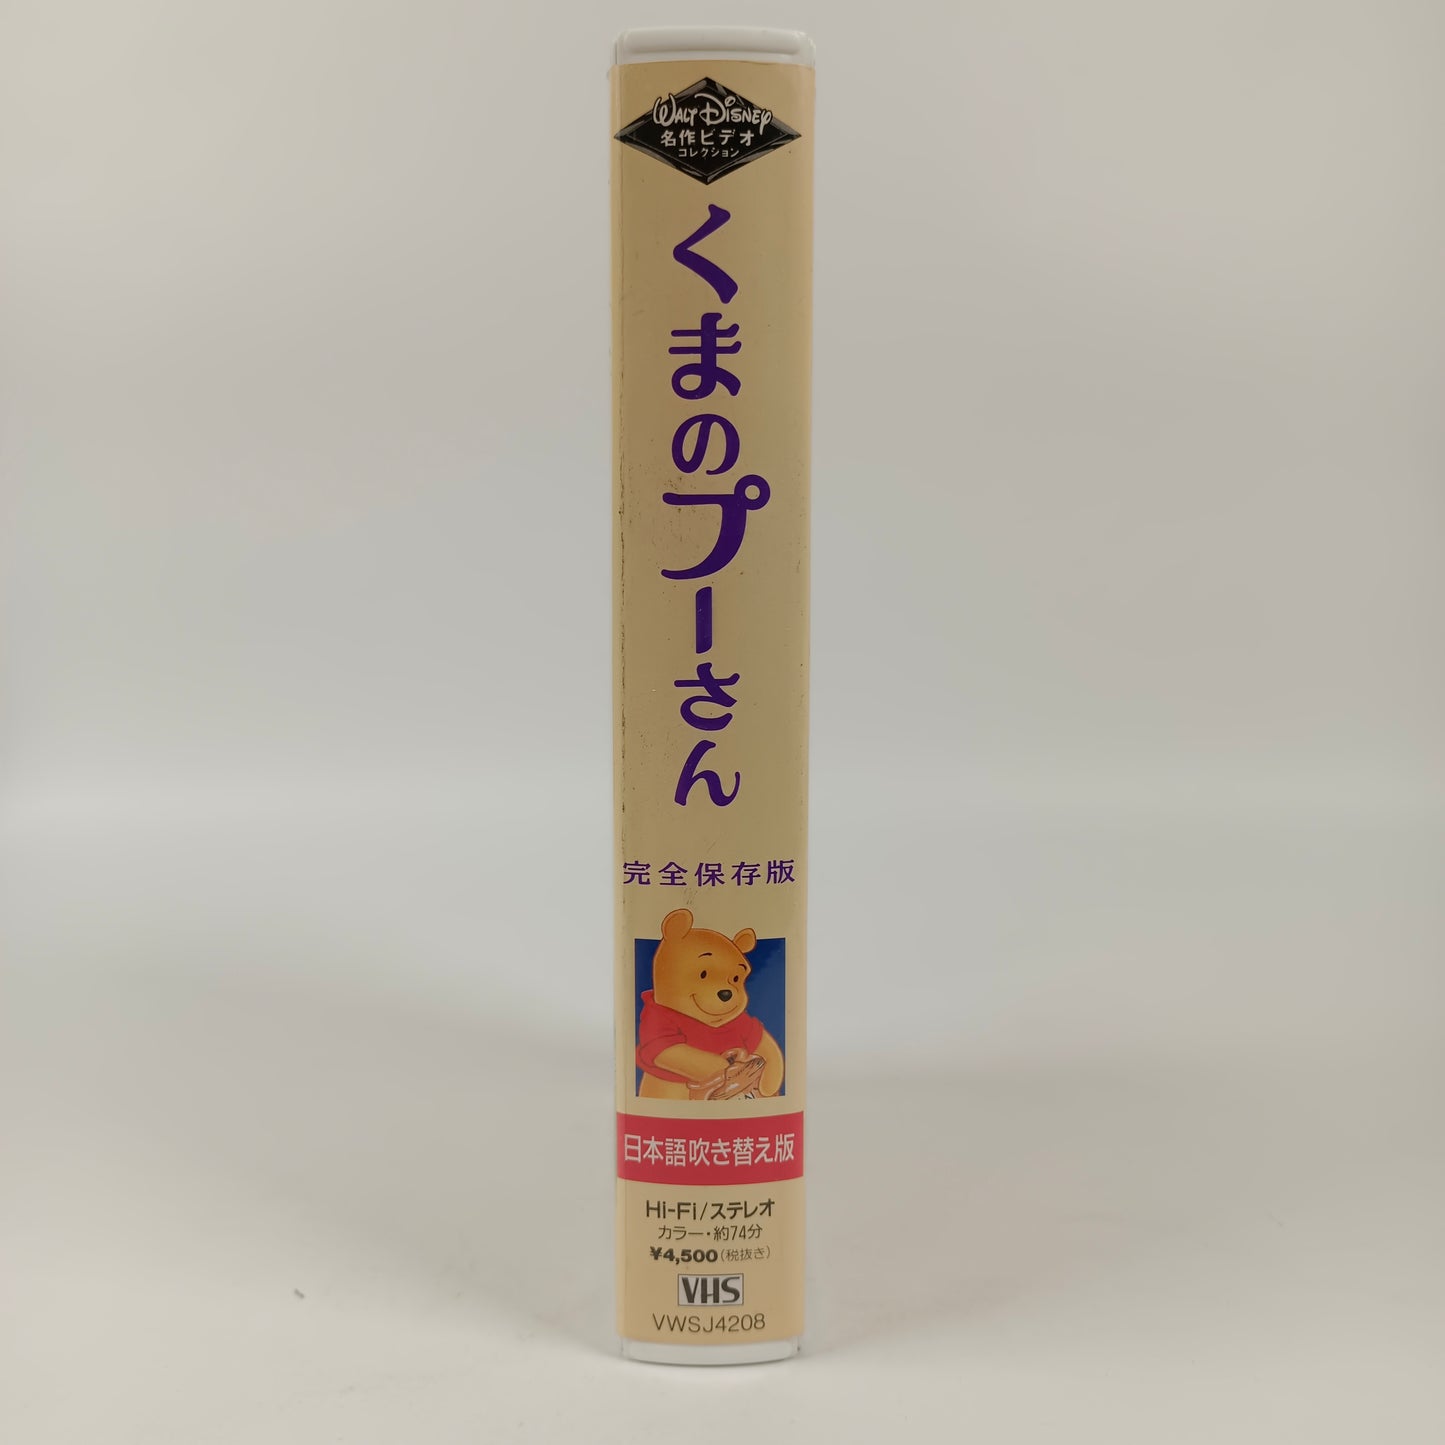 WALT DISNEY
名作ビデオ
コレクション
くまのプーさん
完全保存版
日本語吹き替え版
Hi-Fi/ステレオ
カラー・約74分
¥4,500(税抜き)
VHS
VWSJ4208